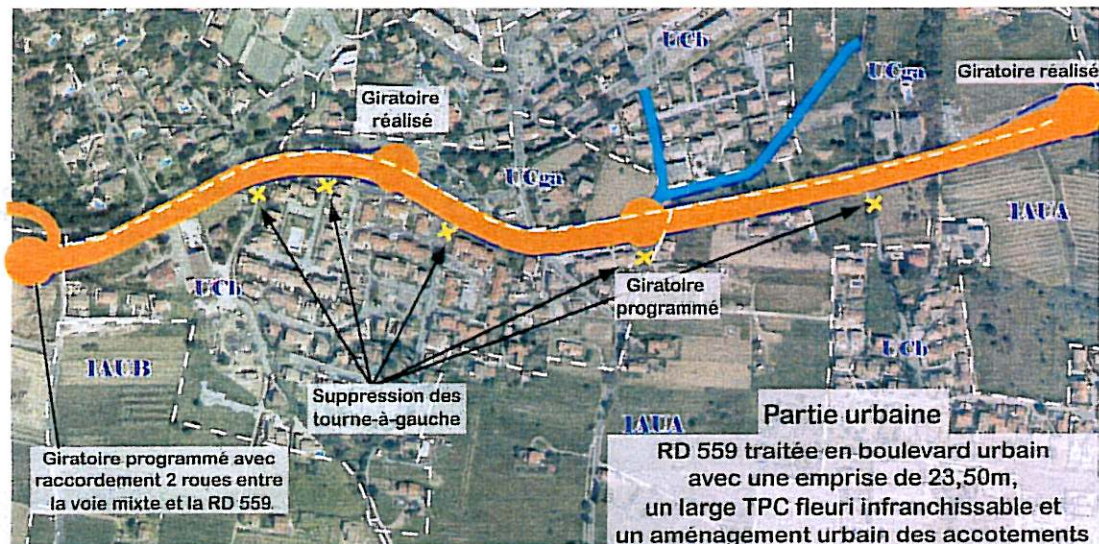 UCb
UCga
Giratoire réalisé
Giratoire
réalisé
UCga
IAUA
Giratoire
programmé
UCb
UCb
IAUB
Suppression des
tourne-à-gauche
IAUA
Giratoire programmé avec
raccordement 2 roues entre
la voie mixte et la RD 559.
Partie urbaine
RD 559 traitée en boulevard urbain
avec une emprise de 23,50m,
un large TPC fleuri infranchissable et
un aménagement urbain des accotements